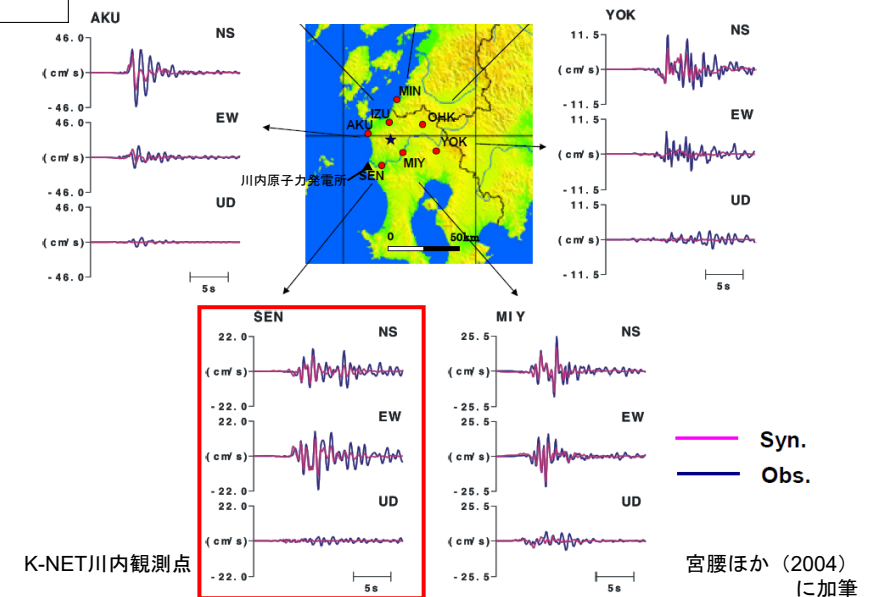 AKU
NS
46.0
(cm/s)
-46.0
EW
46.0
(cm/s)
-46.0
UD
46.0
(cm/s)
-46.0
5s
MIN
IZU
OHK
AKU
YOK
MIY
SEN
川内原子力発電所
0 50km
YOK
NS
11.5
(cm/s)
-11.5
EW
11.5
(cm/s)
-11.5
UD
11.5
(cm/s)
-11.5
5s
SEN
NS
22.0
(cm/s)
-22.0
EW
22.0
(cm/s)
-22.0
UD
22.0
(cm/s)
-22.0
5s
MIY
NS
25.5
(cm/s)
-25.5
EW
25.5
(cm/s)
-25.5
UD
25.5
(cm/s)
-25.5
5s
Syn.
Obs.
K-NET川内観測点
宮腰ほか（2004）
に加筆